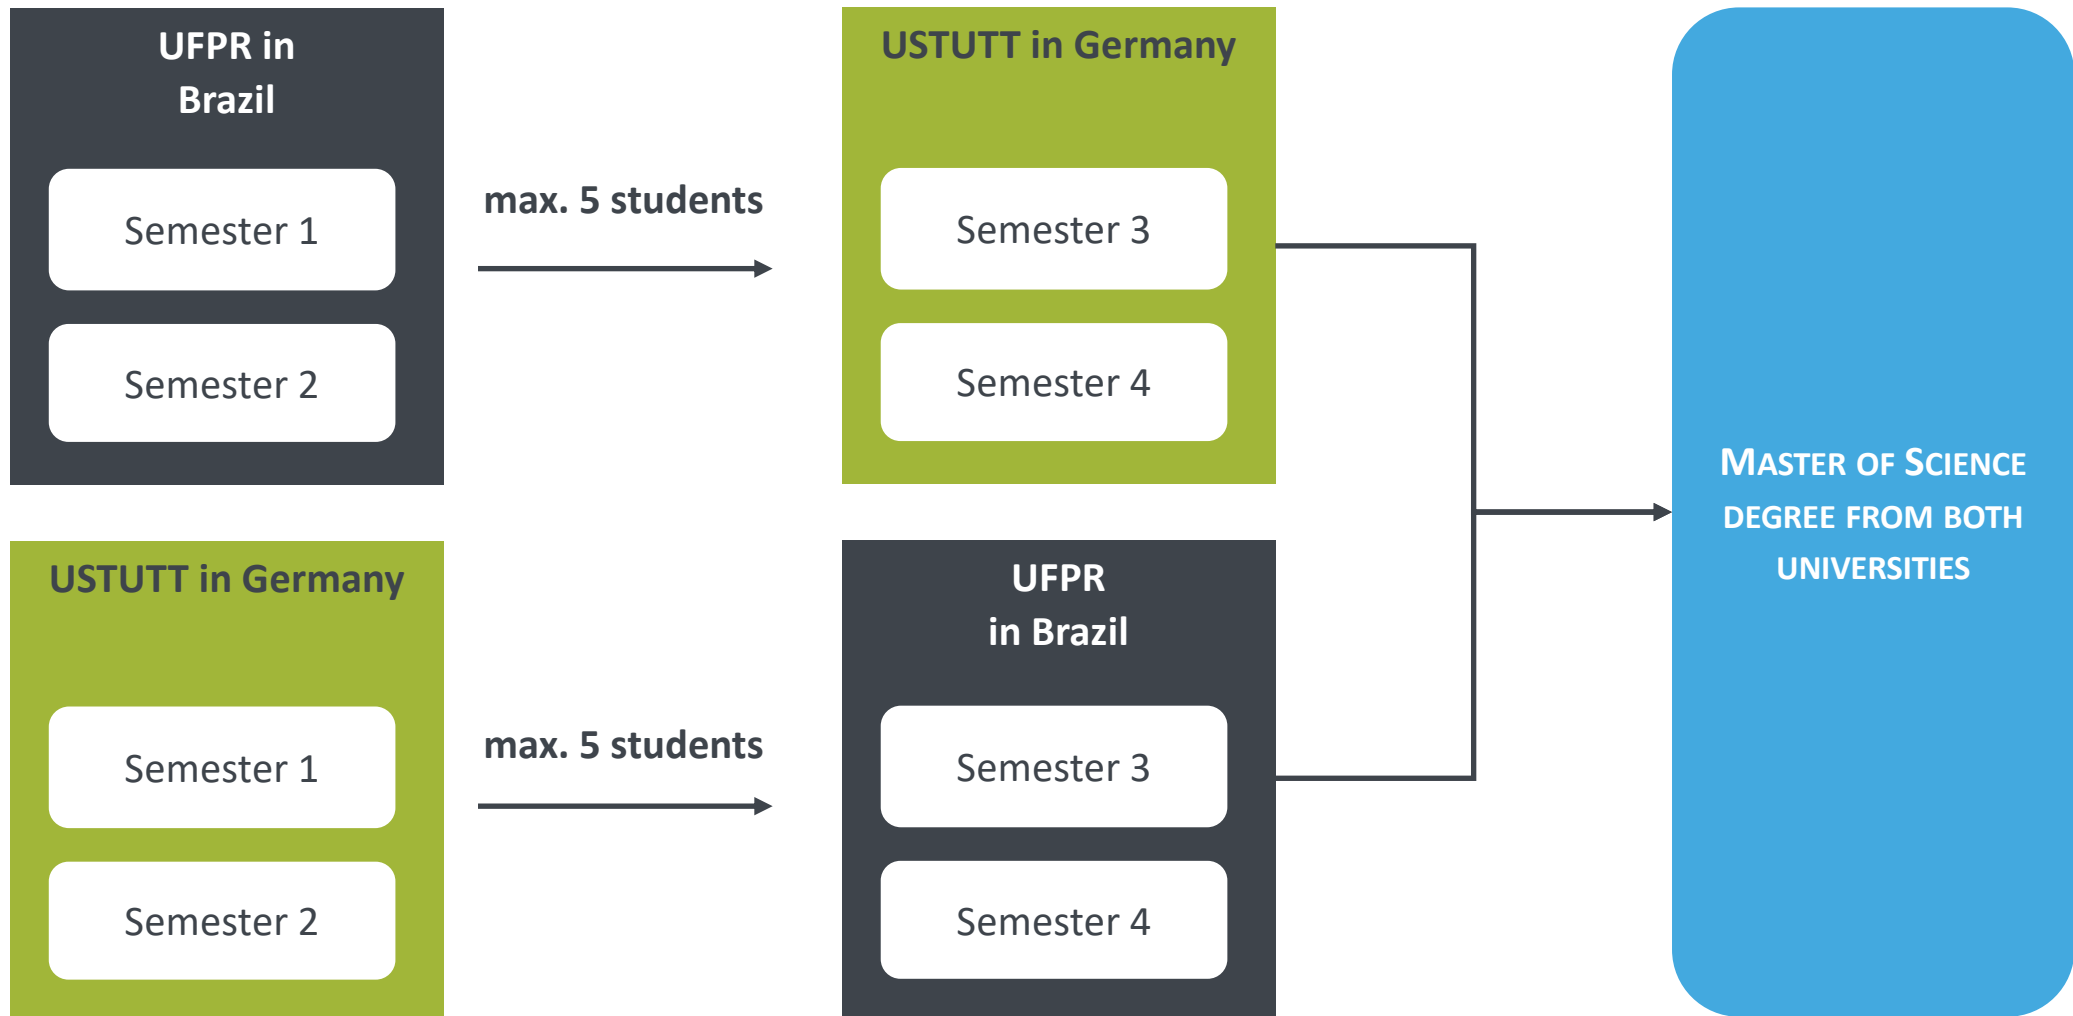 UFPR in
Brazil
Semester 1
Semester 2
max. 5 students
USTUTT in Germany
Semester 3
Semester 4
USTUTT in Germany
Semester 1
Semester 2
max. 5 students
UFPR
in Brazil
Semester 3
Semester 4
MASTER OF SCIENCE
DEGREE FROM BOTH
UNIVERSITIES